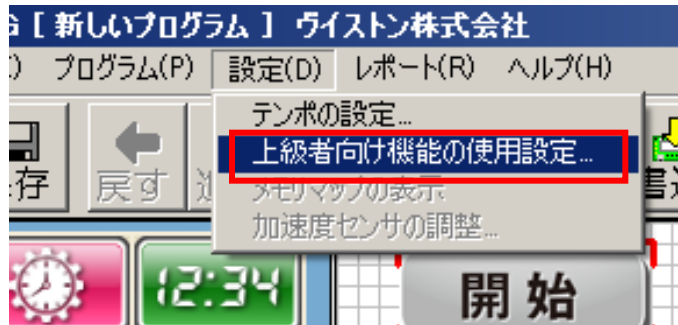 G [ 新しいプログラム ] ヴイストン株式会社
) プログラム(P) 設定(D) レポート(R) ヘルプ(H)
テンポの設定...
上級者向け機能の使用設定...
メモリマップの表示
加速度センサの調整...
存
戻す
進
書
12:34
開始